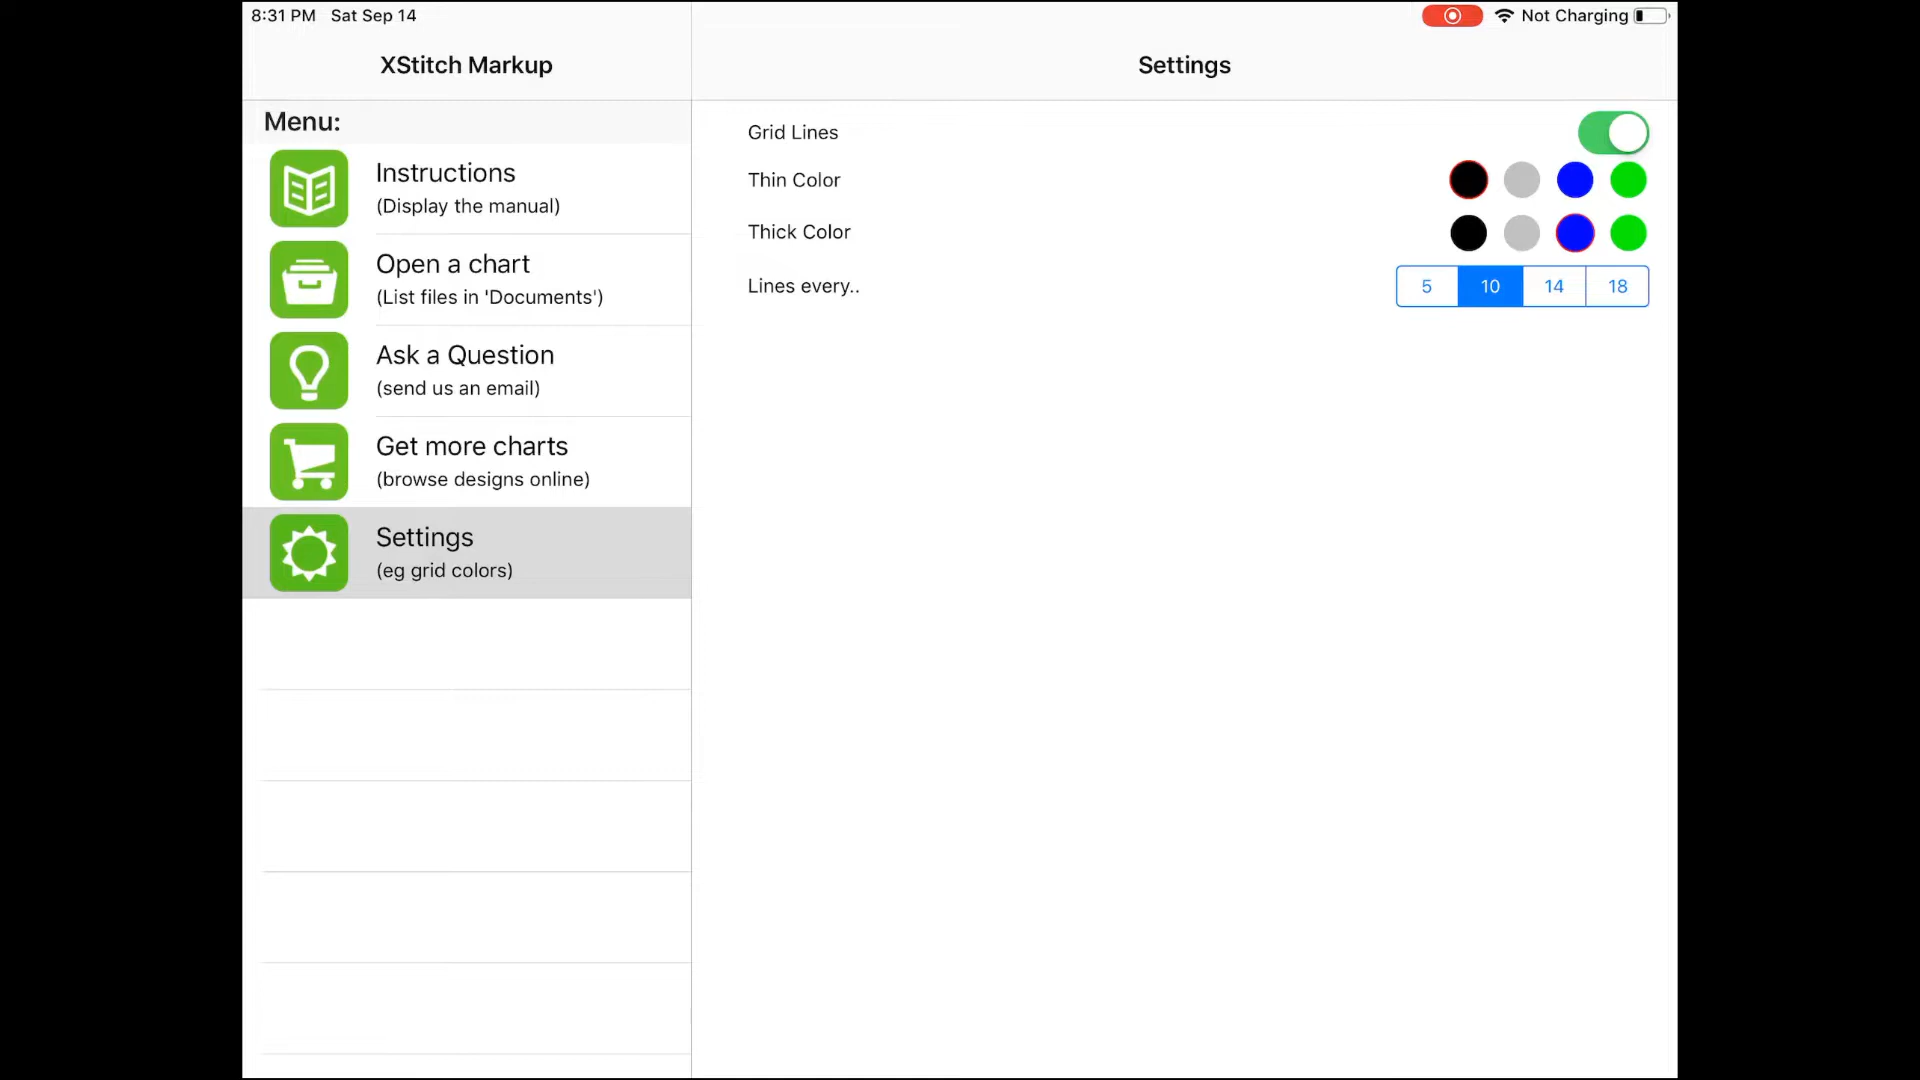 8:31 PM Sat Sep 14
Not Charging
XStitch Markup
Settings
Menu:
Instructions
(Display the manual)
Open a chart
(List files in 'Documents')
Ask a Question
(send us an email)
Get more charts
(browse designs online)
Settings
(eg grid colors)
Grid Lines
Thin Color
Thick Color
Lines every..
5 10 14 18